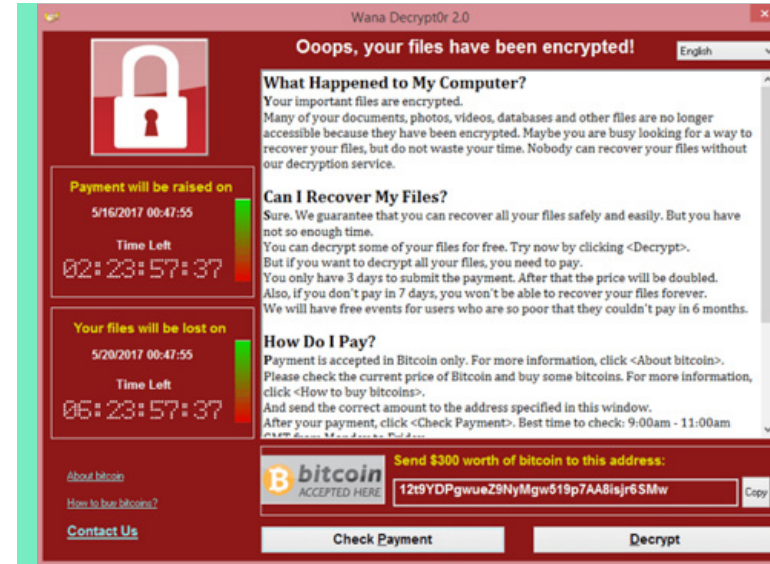 Wana Decrypt0r 2.0
Ooops, your files have been encrypted!
English
What Happened to My Computer?
Your important files are encrypted.
Many of your documents, photos, videos, databases and other files are no longer
accessible because they have been encrypted. Maybe you are busy looking for a way to
recover your files, but do not waste your time. Nobody can recover your files without
our decryption service.
Can I Recover My Files?
Sure. We guarantee that you can recover all your files safely and easily. But you have
not so enough time.
You can decrypt some of your files for free. Try now by clicking <Decrypt>.
But if you want to decrypt all your files, you need to pay.
You only have 3 days to submit the payment. After that the price will be doubled.
Also, if you don't pay in 7 days, you won't be able to recover your files forever.
We will have free events for users who are so poor that they couldn't pay in 6 months.
How Do I Pay?
Payment is accepted in Bitcoin only. For more information, click <About bitcoin>.
Please check the current price of Bitcoin and buy some bitcoins. For more information,
click <How to buy bitcoins>.
And send the correct amount to the address specified in this window.
After your payment, click <Check Payment>. Best time to check: 9:00am - 11:00am
GMT from Monday to Friday
Payment will be raised on
5/16/2017 00:47:55
Time Left
02:23:57:37
Your files will be lost on
5/20/2017 00:47:55
Time Left
06:23:57:37
About bitcoin
How to buy bitcoins?
Contact Us
bitcoin
ACCEPTED HERE
Send $300 worth of bitcoin to this address:
12t9YDPgwueZ9NyMgw519p7AA8isjr6SMw
Copy
Check Payment
Decrypt